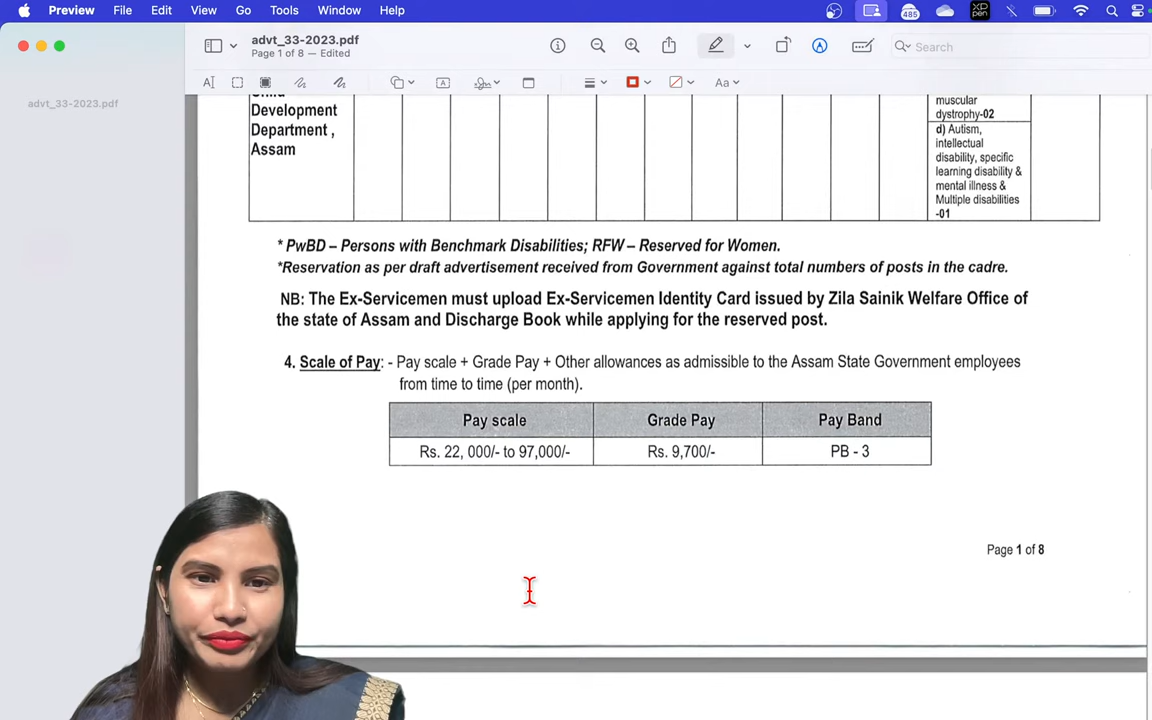 Preview File Edit View Go Tools Window Help
485
XD
pen
advt_33-2023.pdf
Page 1 of 8 — Edited
Search
AI
A
Aa
advt_33-2023.pdf
Development
Department ,
Assam
muscular
dystrophy-02
d) Autism,
intellectual
disability, specific
learning disability &
mental illness &
Multiple disabilities
-01
* PwBD – Persons with Benchmark Disabilities; RFW – Reserved for Women.
*Reservation as per draft advertisement received from Government against total numbers of posts in the cadre.
NB: The Ex-Servicemen must upload Ex-Servicemen Identity Card issued by Zila Sainik Welfare Office of
the state of Assam and Discharge Book while applying for the reserved post.
4. Scale of Pay: - Pay scale + Grade Pay + Other allowances as admissible to the Assam State Government employees
from time to time (per month).
Pay scale Grade Pay Pay Band
Rs. 22, 000/- to 97,000/- Rs. 9,700/- PB - 3
Page 1 of 8